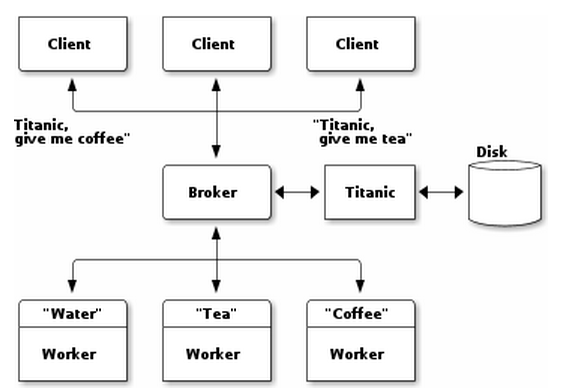 Client
Client
Client
Titanic,
give me coffee"
"Titanic,
give me tea"
Disk
Broker
Titanic
"Water"
"Tea"
"Coffee"
Worker
Worker
Worker